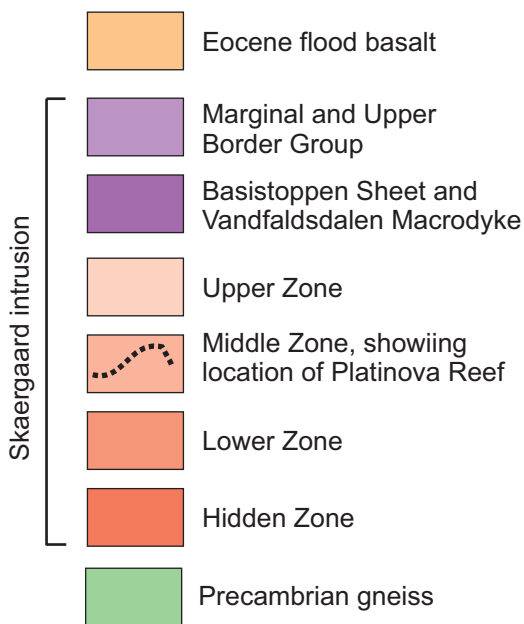 Eocene flood basalt
Skaergaard intrusion
Marginal and Upper
Border Group
Basistoppen Sheet and
Vandfaldsdalen Macrodyke
Upper Zone
Middle Zone, showiing
location of Platinova Reef
Lower Zone
Hidden Zone
Precambrian gneiss